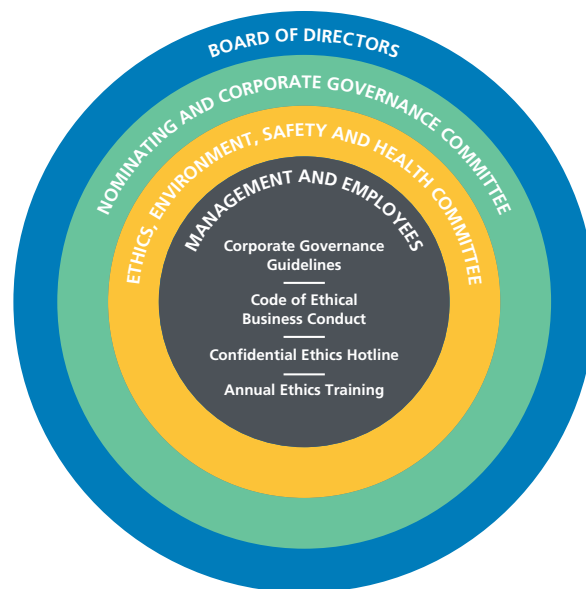 BOARD OF DIRECTORS
NOMINATING AND CORPORATE GOVERNANCE COMMITTEE
ETHICS, ENVIRONMENT, SAFETY AND HEALTH COMMITTEE
MANAGEMENT AND EMPLOYEES
Corporate Governance
Guidelines
Code of Ethical
Business Conduct
Confidential Ethics Hotline
Annual Ethics Training